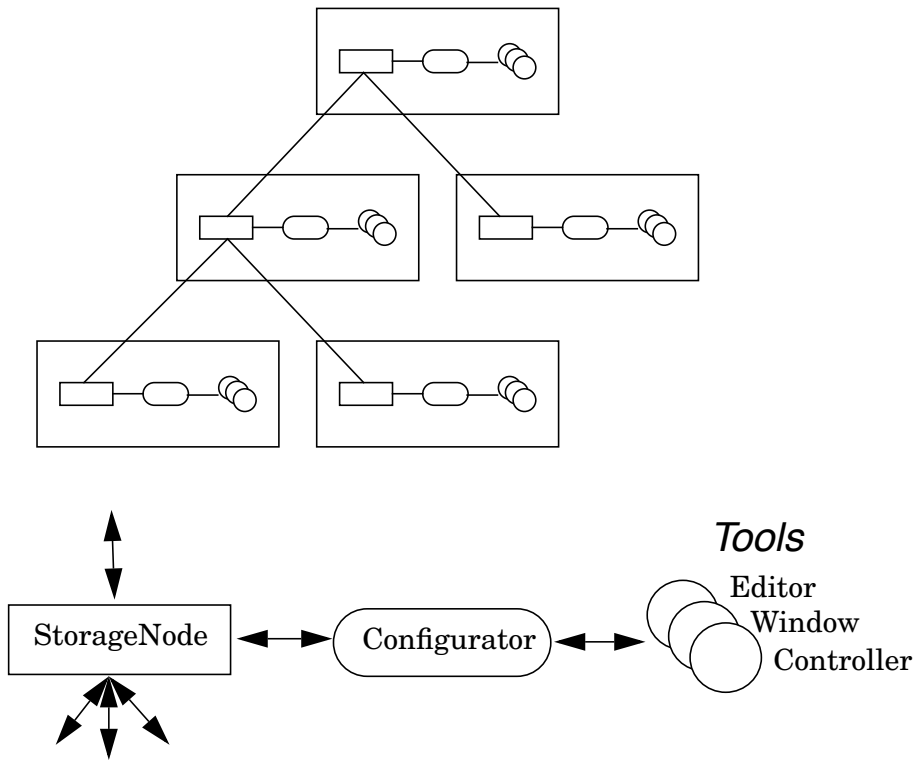 Tools
Editor
Window
Controller
StorageNode
Configurator